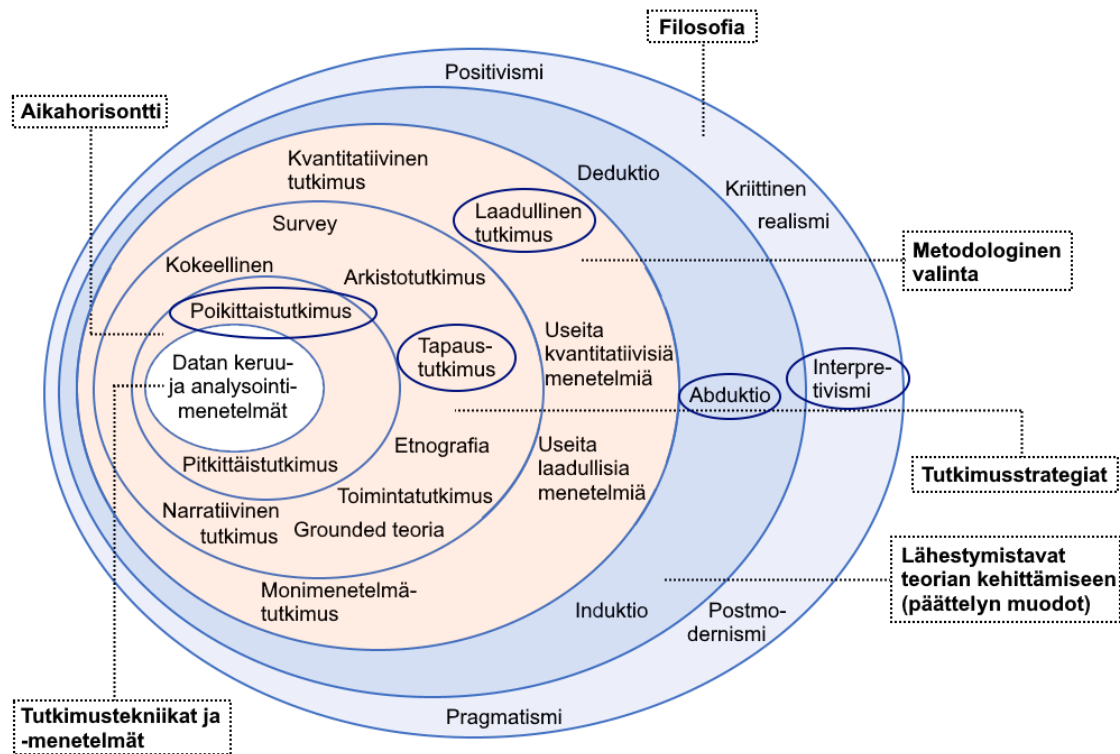 Filosofia
Positivismi
Aikahorisontti
Kvantitatiivinen
tutkimus
Deduktio
Kriittinen
realismi
Laadullinen
tutkimus
Survey
Metodologinen
valinta
Kokeellinen
Arkistotutkimus
Poikittaistutkimus
Tapaus-
tutkimus
Useita
kvantitatiivisiä
menetelmiä
Datan keruu-
ja analysointi-
menetelmät
Interpre-
tivismi
Abduktio
Etnografia
Useita
laadullisia
menetelmiä
Pitkittäistutkimus
Tutkimusstrategiat
Toimintatutkimus
Narratiivinen
tutkimus
Grounded teoria
Lähestymistavat
teorian kehittämiseen
(päättelyn muodot)
Monimenetelmä-
tutkimus
Induktio
Postmo-
dernismi
Tutkimustekniikat ja
-menetelmät
Pragmatismi